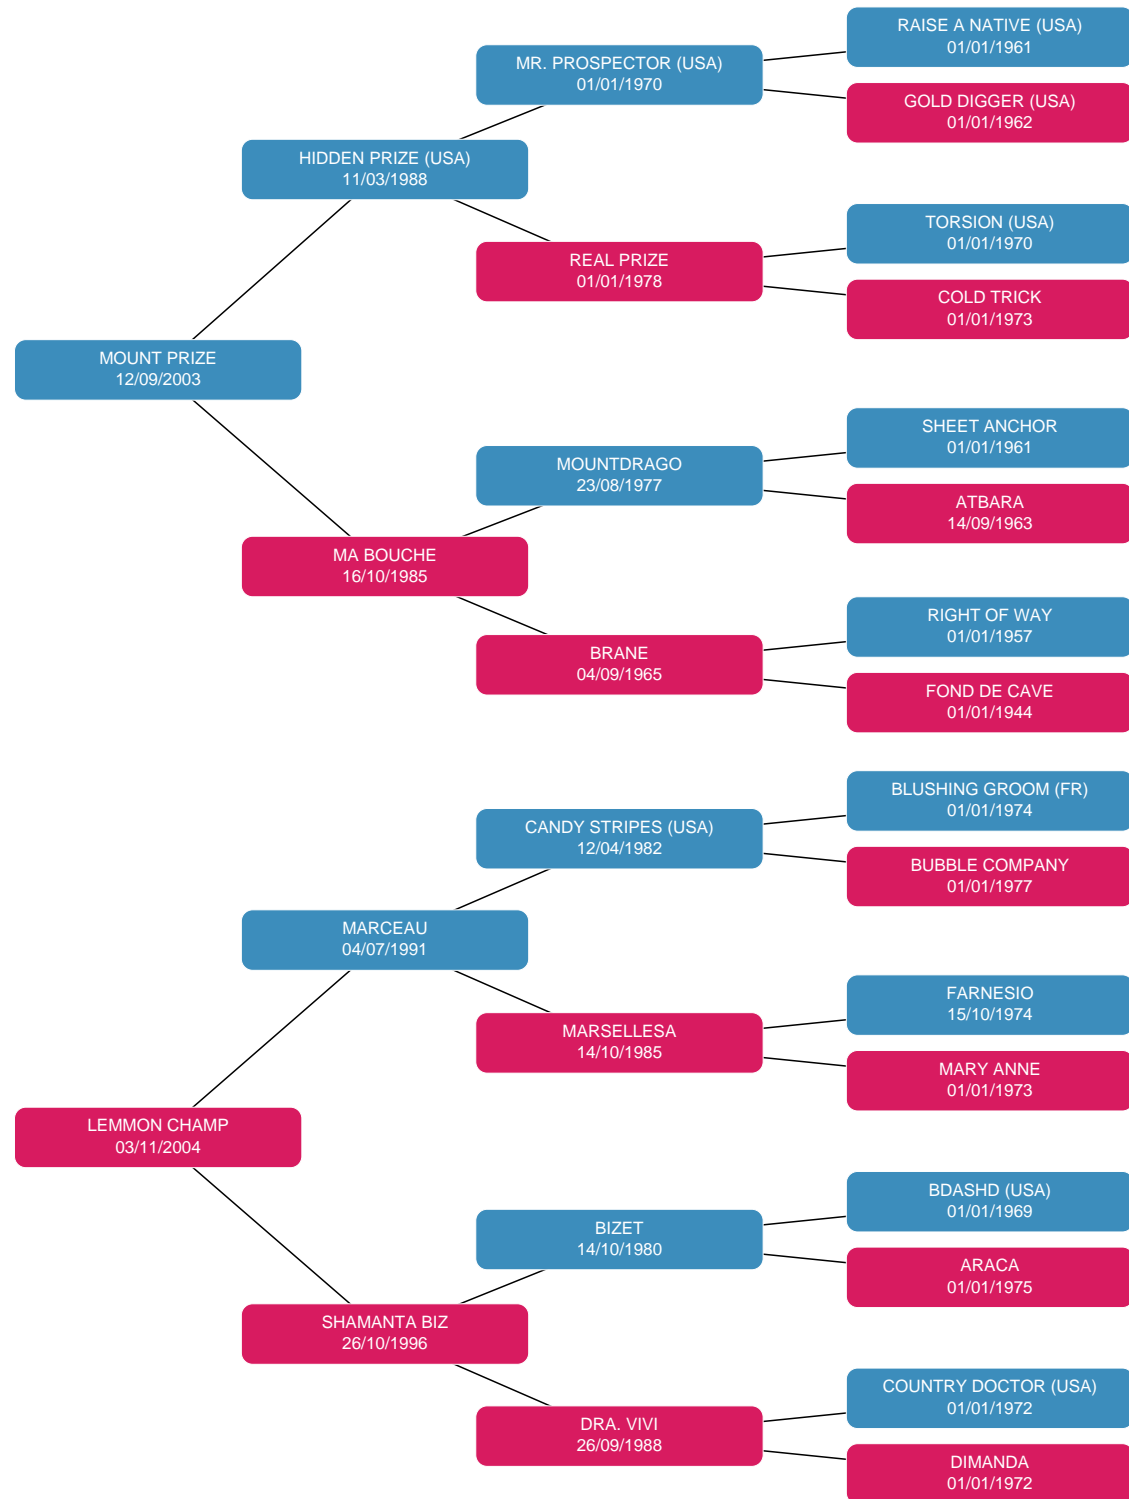 RAISE A NATIVE (USA)
01/01/1961
MR. PROSPECTOR (USA)
01/01/1970
GOLD DIGGER (USA)
01/01/1962
HIDDEN PRIZE (USA)
11/03/1988
TORSION (USA)
01/01/1970
REAL PRIZE
01/01/1978
COLD TRICK
01/01/1973
MOUNT PRIZE
12/09/2003
SHEET ANCHOR
01/01/1961
MOUNTDRAGO
23/08/1977
ATBARA
14/09/1963
MA BOUCHE
16/10/1985
RIGHT OF WAY
01/01/1957
BRANE
04/09/1965
FOND DE CAVE
01/01/1944
BLUSHING GROOM (FR)
01/01/1974
CANDY STRIPES (USA)
12/04/1982
BUBBLE COMPANY
01/01/1977
MARCEAU
04/07/1991
FARNESIO
15/10/1974
MARSELLESA
14/10/1985
MARY ANNE
01/01/1973
LEMMON CHAMP
03/11/2004
BDASHD (USA)
01/01/1969
BIZET
14/10/1980
ARACA
01/01/1975
SHAMANTA BIZ
26/10/1996
COUNTRY DOCTOR (USA)
01/01/1972
DRA. VIVI
26/09/1988
DIMANDA
01/01/1972